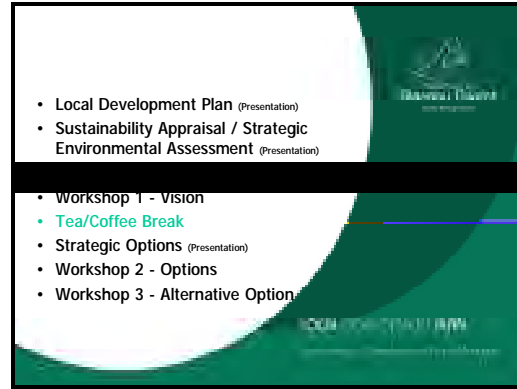 • Local Development Plan (Presentation)
• Sustainability Appraisal / Strategic
Environmental Assessment (Presentation)
• Workshop 1 - Vision
• Tea/Coffee Break
• Strategic Options (Presentation)
• Workshop 2 - Options
• Workshop 3 - Alternative Option